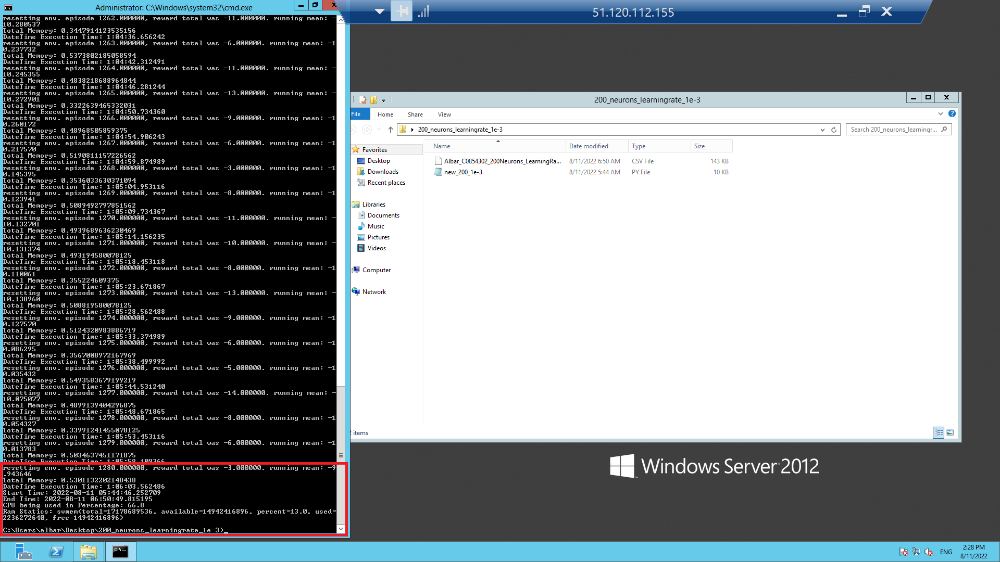 Administrator: C:\Windows\system32\cmd.exe
resetting env. episode 1262.000000, reward total was -11.000000. running mean: -
10.280537
Total Memory: 0.3447914123535156
DateTime Execution Time: 1:04:36.656242
resetting env. episode 1263.000000, reward total was -6.000000. running mean: -1
0.237732
Total Memory: 0.5373802185058594
DateTime Execution Time: 1:04:42.312491
resetting env. episode 1264.000000, reward total was -11.000000. running mean: -
10.245355
Total Memory: 0.4838218688964844
DateTime Execution Time: 1:04:46.281244
resetting env. episode 1265.000000, reward total was -13.000000. running mean: -
10.272901
Total Memory: 0.3322639465332031
DateTime Execution Time: 1:04:50.734360
resetting env. episode 1266.000000, reward total was -9.000000. running mean: -1
0.260172
Total Memory: 0.48968505859375
DateTime Execution Time: 1:04:54.906243
resetting env. episode 1267.000000, reward total was -6.000000. running mean: -1
0.217570
Total Memory: 0.5190811157226562
DateTime Execution Time: 1:04:59.874989
resetting env. episode 1268.000000, reward total was -3.000000. running mean: -1
0.145395
Total Memory: 0.3536033630371094
DateTime Execution Time: 1:05:04.953116
resetting env. episode 1269.000000, reward total was -8.000000. running mean: -1
0.123941
Total Memory: 0.5089492797851562
DateTime Execution Time: 1:05:09.734367
resetting env. episode 1270.000000, reward total was -11.000000. running mean: -
10.132701
Total Memory: 0.4939689636230469
DateTime Execution Time: 1:05:14.156235
resetting env. episode 1271.000000, reward total was -10.000000. running mean: -
10.131374
Total Memory: 0.493194580078125
DateTime Execution Time: 1:05:18.453118
resetting env. episode 1272.000000, reward total was -8.000000. running mean: -1
0.110061
Total Memory: 0.355224609375
DateTime Execution Time: 1:05:23.671867
resetting env. episode 1273.000000, reward total was -13.000000. running mean: -
10.138960
Total Memory: 0.508819580078125
DateTime Execution Time: 1:05:28.562488
resetting env. episode 1274.000000, reward total was -9.000000. running mean: -1
0.127570
Total Memory: 0.5124320983886719
DateTime Execution Time: 1:05:33.374989
resetting env. episode 1275.000000, reward total was -6.000000. running mean: -1
0.086295
Total Memory: 0.3567008972167969
DateTime Execution Time: 1:05:38.499992
resetting env. episode 1276.000000, reward total was -5.000000. running mean: -1
0.035432
Total Memory: 0.5493583679199219
DateTime Execution Time: 1:05:44.531240
resetting env. episode 1277.000000, reward total was -14.000000. running mean: -
10.075077
Total Memory: 0.4899139404296875
DateTime Execution Time: 1:05:48.671865
resetting env. episode 1278.000000, reward total was -8.000000. running mean: -1
0.054327
Total Memory: 0.33991241455078125
DateTime Execution Time: 1:05:53.453116
resetting env. episode 1279.000000, reward total was -6.000000. running mean: -1
0.013783
Total Memory: 0.5034637451171875
DateTime Execution Time: 1:05:58.109366
resetting env. episode 1280.000000, reward total was -3.000000. running mean: -9
.943646
Total Memory: 0.5301132202148438
DateTime Execution Time: 1:06:03.562486
Start Time: 2022-08-11 05:44:46.252709
End Time: 2022-08-11 06:50:49.815195
CPU being used in Percentage: 66.8
Ram Statics: svmem(total=17178689536, available=14942416896, percent=13.0, used=
2236272640, free=14942416896)
C:\Users\albar\Desktop\200_neurons_learningrate_1e-3>_
51.120.112.155
200_neurons_learningrate_1e-3
File Home Share View
200_neurons_learningrate_1e-3
Search 200_neurons_learningr...
Name Date modified Type Size
Albar_C0854302_200Neurons_LearningRa... 8/11/2022 6:50 AM CSV File 143 KB
new_200_1e-3 8/11/2022 5:44 AM PY File 10 KB
Favorites
Desktop
Downloads
Recent places
Libraries
Documents
Music
Pictures
Videos
Computer
Network
2 items
Windows Server 2012
ENG
2:28 PM
8/11/2022